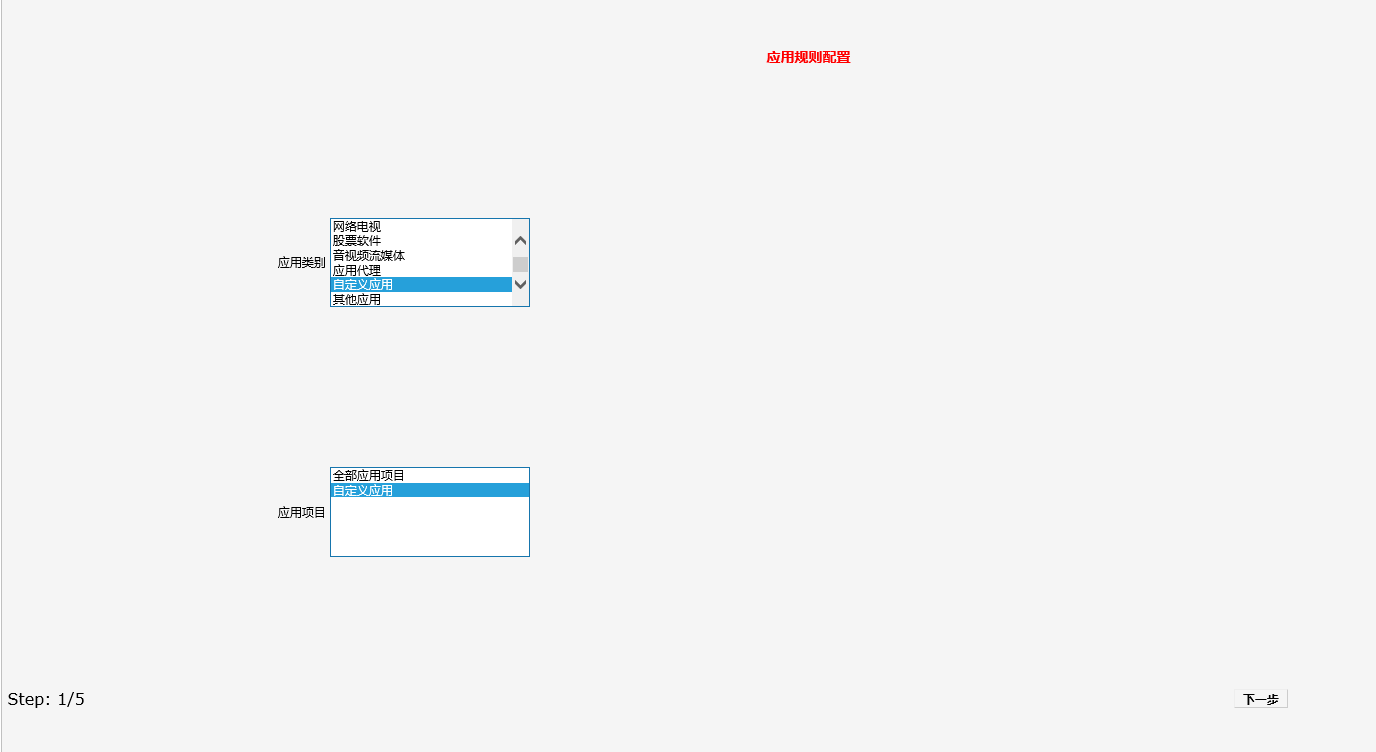 应用规则配置
网络电视
股票软件
音视频流媒体
应用类别
应用代理
自定义应用
其他应用
全部应用项目
自定义应用
应用项目
Step: 1/5
下一步